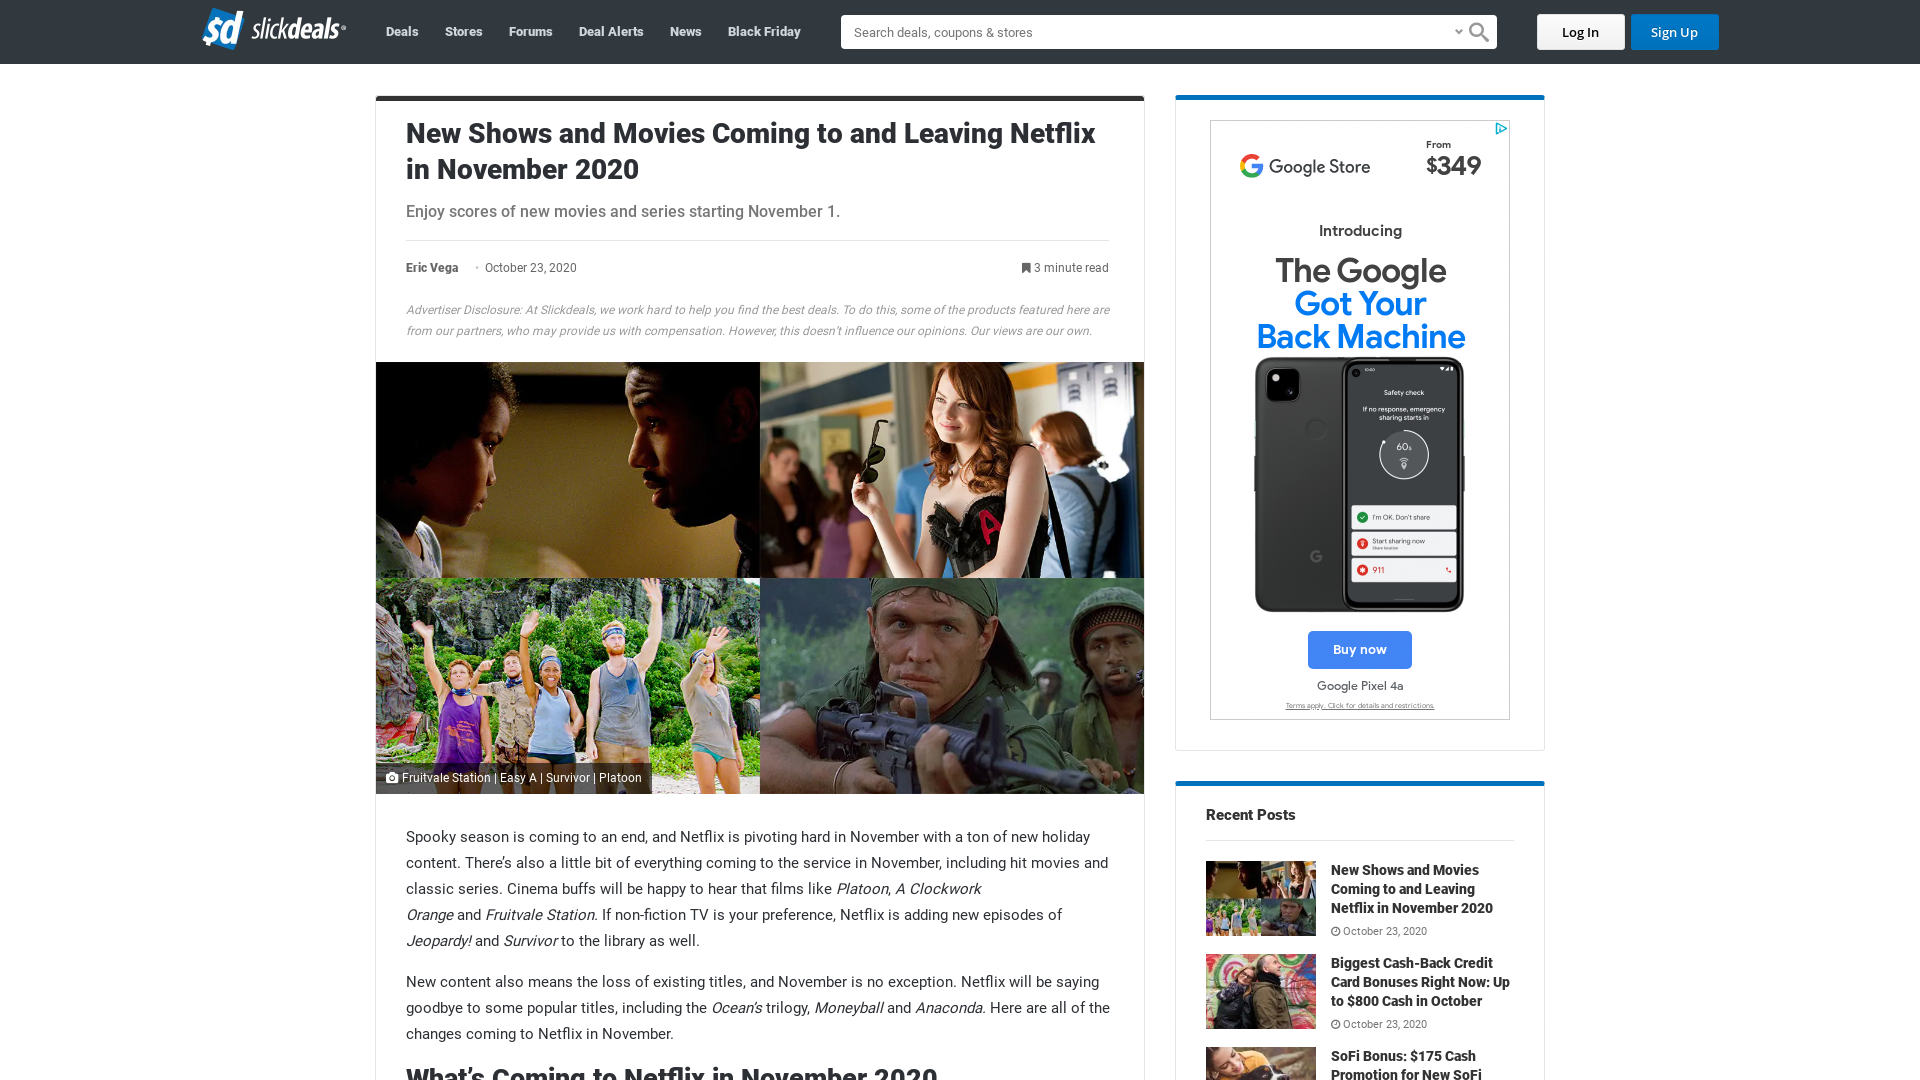 slickdeals
Deals
Stores
Forums
Deal Alerts
News
Black Friday
Search deals, coupons & stores
Log In
Sign Up
New Shows and Movies Coming to and Leaving Netflix
in November 2020
Enjoy scores of new movies and series starting November 1.
Eric Vega • October 23, 2020
3 minute read
Advertiser Disclosure: At Slickdeals, we work hard to help you find the best deals. To do this, some of the products featured here are
from our partners, who may provide us with compensation. However, this doesn't influence our opinions. Our views are our own.
A
Fruitvale Station | Easy A | Survivor | Platoon
Spooky season is coming to an end, and Netflix is pivoting hard in November with a ton of new holiday
content. There’s also a little bit of everything coming to the service in November, including hit movies and
classic series. Cinema buffs will be happy to hear that films like Platoon, A Clockwork
Orange and Fruitvale Station. If non-fiction TV is your preference, Netflix is adding new episodes of
Jeopardy! and Survivor to the library as well.
New content also means the loss of existing titles, and November is no exception. Netflix will be saying
goodbye to some popular titles, including the Ocean’s trilogy, Moneyball and Anaconda. Here are all of the
changes coming to Netflix in November.
What’s Coming to Netflix in November 2020
Google Store
From
$349
Introducing
The Google
Got Your
Back Machine
10:00
Safety check
If no response, emergency
sharing starts in
60s
I'm OK. Don't share
Start sharing now
Share location
911
G
Buy now
Google Pixel 4a
Terms apply. Click for details and restrictions.
Recent Posts
New Shows and Movies
Coming to and Leaving
Netflix in November 2020
October 23, 2020
Biggest Cash-Back Credit
Card Bonuses Right Now: Up
to $800 Cash in October
October 23, 2020
SoFi Bonus: $175 Cash
Promotion for New SoFi